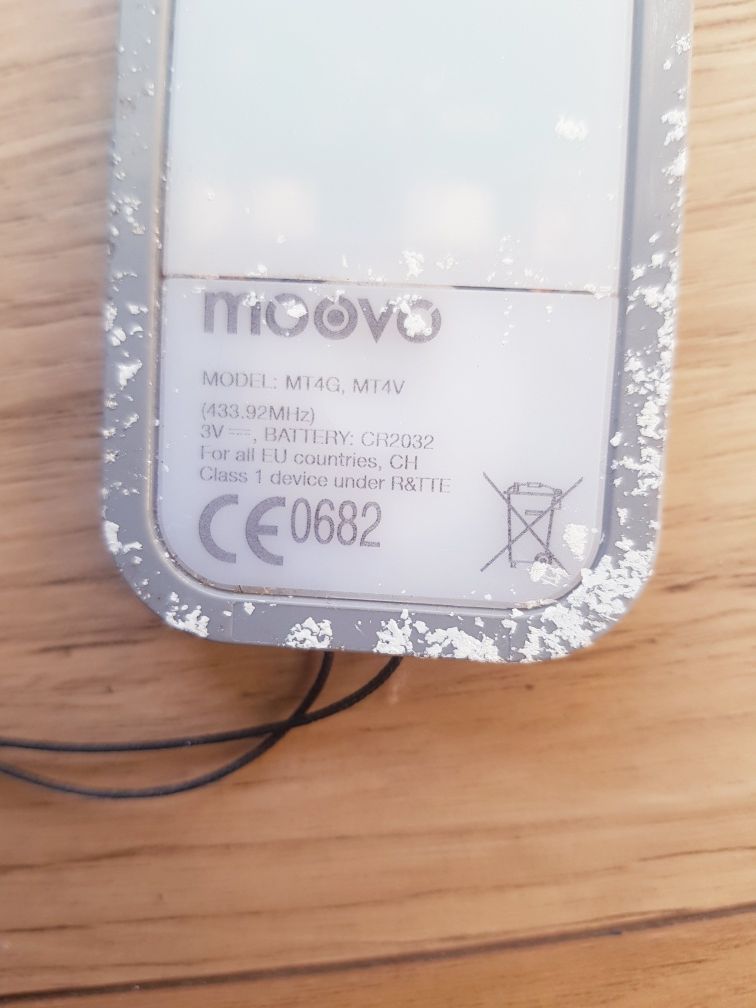 moovo
MODEL: MT4G, MT4V
(433.92MHz)
3V ⎓, BATTERY: CR2032
For all EU countries, CH
Class 1 device under R&TTE
CE0682